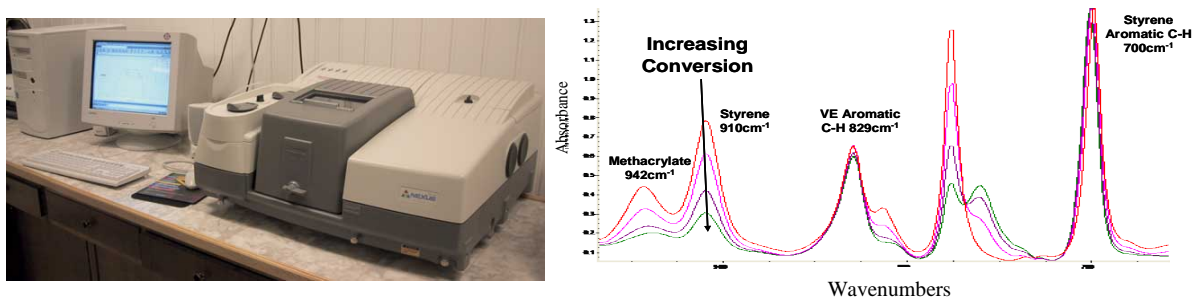 NEXUS
Increasing
Conversion
Styrene
910cm-1
Methacrylate
942cm-1
VE Aromatic
C-H 829cm-1
Styrene
Aromatic C-H
700cm-1
Absorbance
Wavenumbers